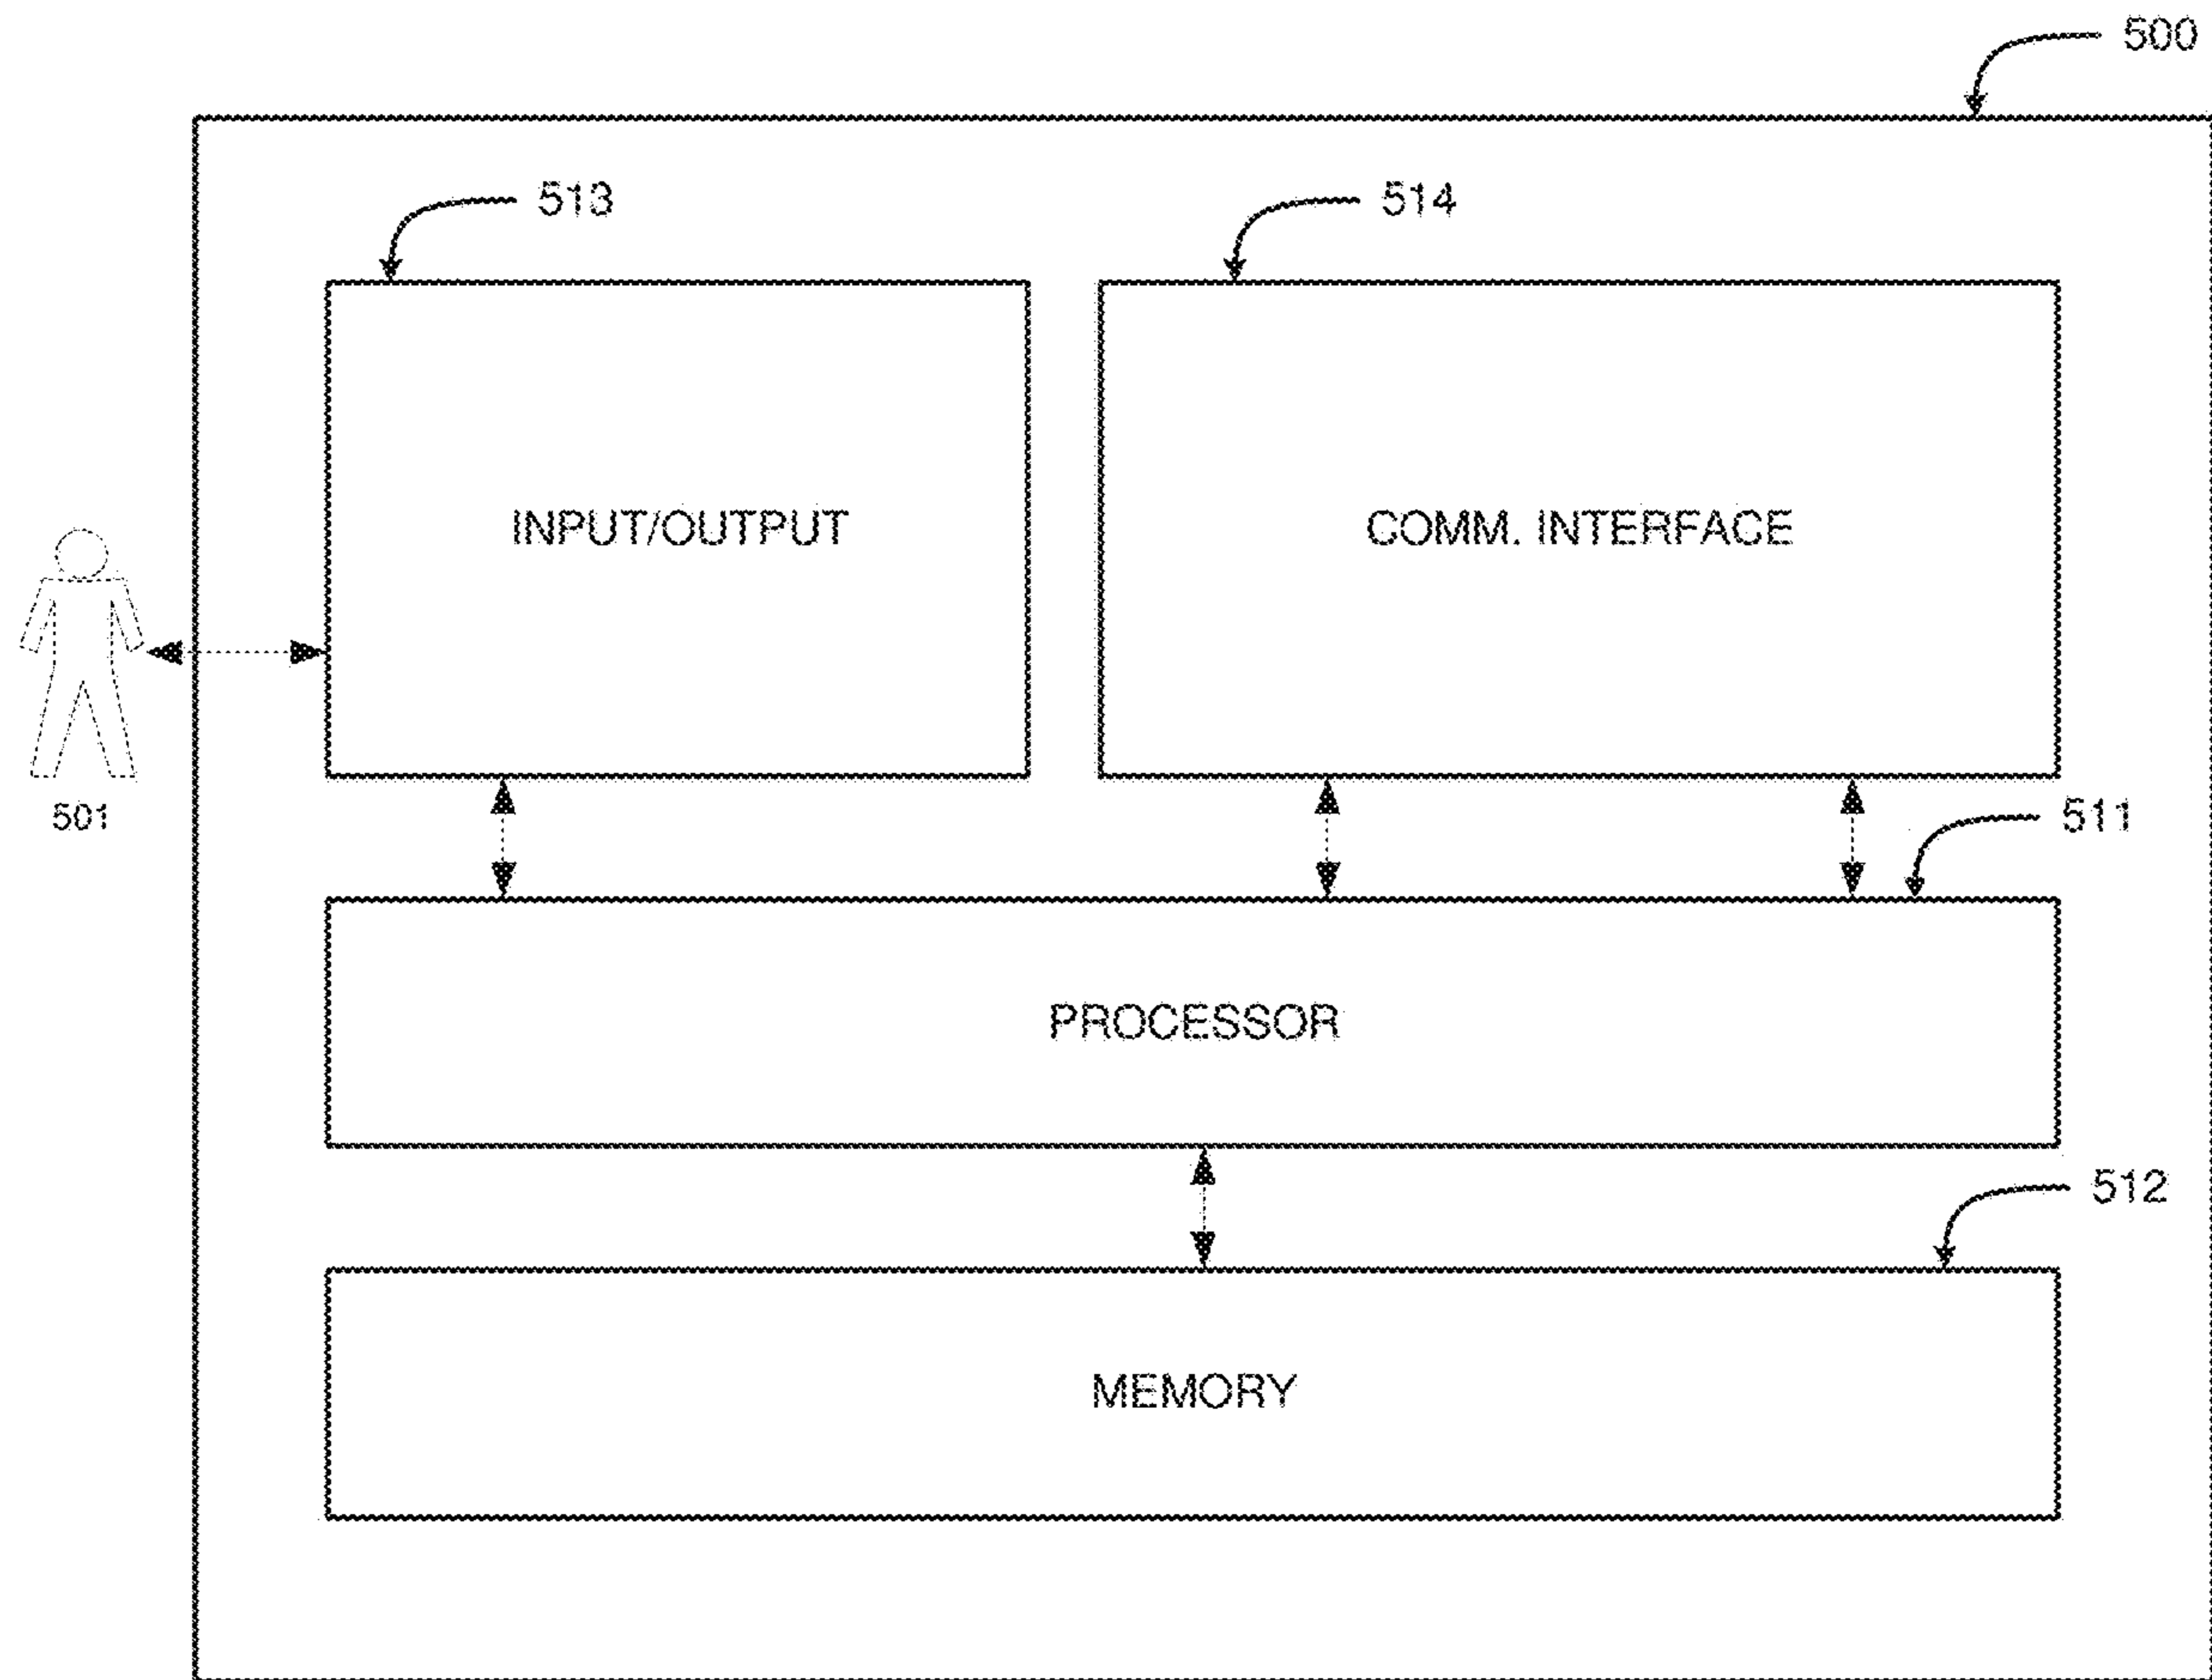 500
513
514
INPUT/OUTPUT
COMM. INTERFACE
501
511
PROCESSOR
512
MEMORY